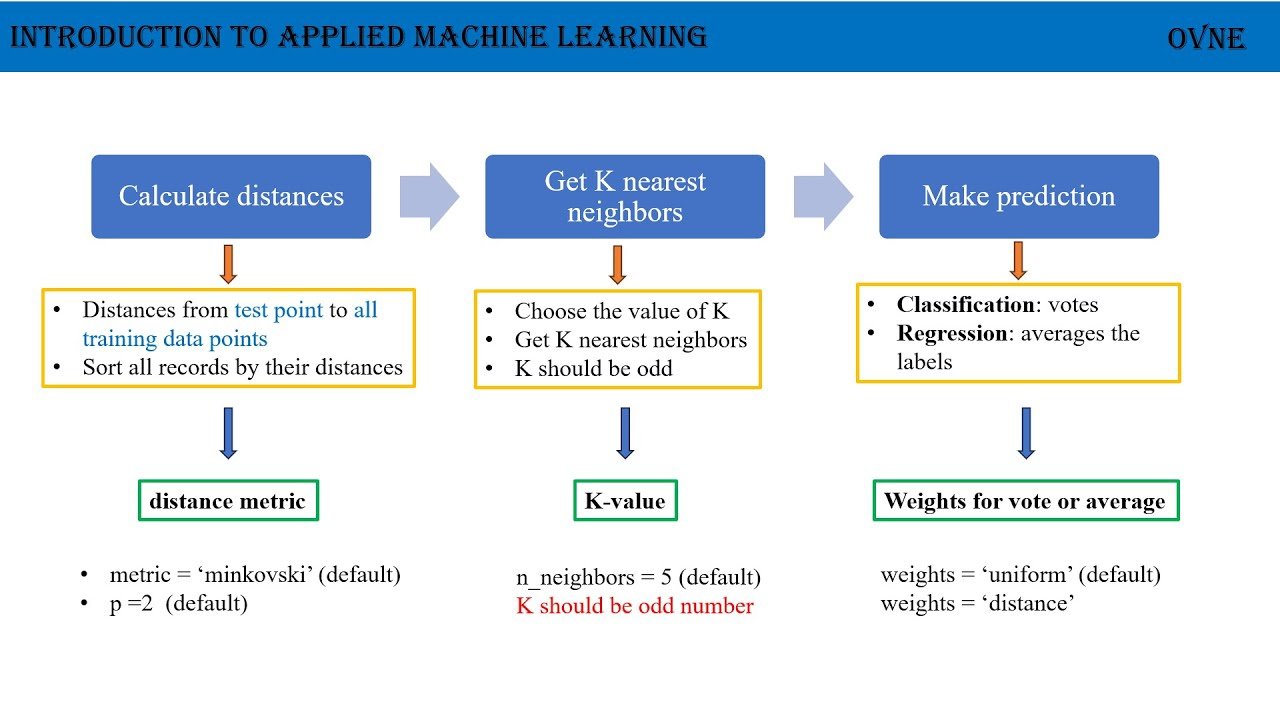 INTRODUCTION TO APPLIED MACHINE LEARNING
OVNE
Calculate distances
Get K nearest
neighbors
Make prediction
• Distances from test point to all
training data points
• Sort all records by their distances
• Choose the value of K
• Get K nearest neighbors
• K should be odd
• Classification: votes
• Regression: averages the
labels
distance metric
K-value
Weights for vote or average
• metric = ‘minkovski’ (default)
• p =2 (default)
n_neighbors = 5 (default)
K should be odd number
weights = ‘uniform’ (default)
weights = ‘distance’